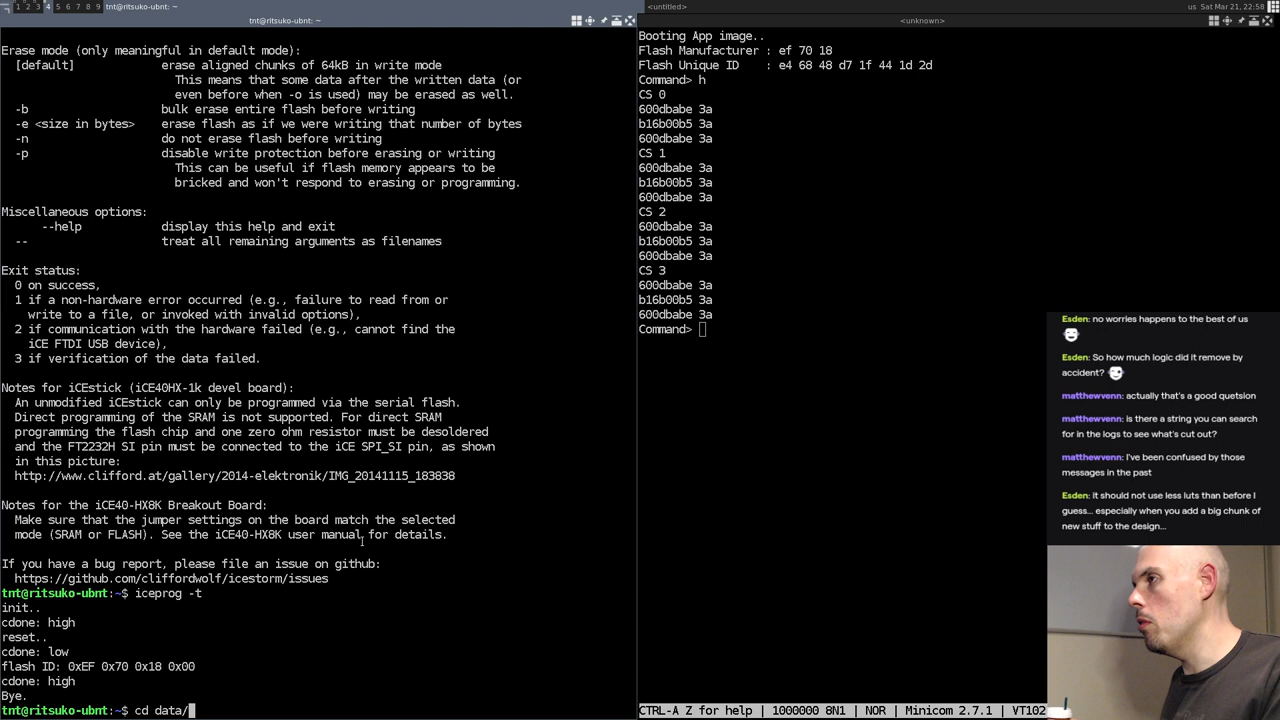 1 2 3 4 5 6 7 8 9 tnt@ritsuko-ubnt: ~
tnt@ritsuko-ubnt: ~
Erase mode (only meaningful in default mode):
[default] erase aligned chunks of 64kB in write mode
This means that some data after the written data (or
even before when -o is used) may be erased as well.
-b bulk erase entire flash before writing
-e <size in bytes> erase flash as if we were writing that number of bytes
-n do not erase flash before writing
-p disable write protection before erasing or writing
This can be useful if flash memory appears to be
bricked and won't respond to erasing or programming.
Miscellaneous options:
--help display this help and exit
-- treat all remaining arguments as filenames
Exit status:
0 on success,
1 if a non-hardware error occurred (e.g., failure to read from or
write to a file, or invoked with invalid options),
2 if communication with the hardware failed (e.g., cannot find the
iCE FTDI USB device),
3 if verification of the data failed.
Notes for iCEstick (iCE40HX-1k devel board):
An unmodified iCEstick can only be programmed via the serial flash.
Direct programming of the SRAM is not supported. For direct SRAM
programming the flash chip and one zero ohm resistor must be desoldered
and the FT2232H SI pin must be connected to the iCE SPI_SI pin, as shown
in this picture:
http://www.clifford.at/gallery/2014-elektronik/IMG_20141115_183838
Notes for the iCE40-HX8K Breakout Board:
Make sure that the jumper settings on the board match the selected
mode (SRAM or FLASH). See the iCE40-HX8K user manual for details.
If you have a bug report, please file an issue on github:
https://github.com/cliffordwolf/icestorm/issues
tnt@ritsuko-ubnt:~$ iceprog -t
init..
cdone: high
reset..
cdone: low
flash ID: 0xEF 0x70 0x18 0x00
cdone: high
Bye.
tnt@ritsuko-ubnt:~$ cd data/
<untitled> us Sat Mar 21, 22:58
<unknown>
Booting App image..
Flash Manufacturer : ef 70 18
Flash Unique ID : e4 68 48 d7 1f 44 1d 2d
Command> h
CS 0
600dbabe 3a
b16b00b5 3a
600dbabe 3a
CS 1
600dbabe 3a
b16b00b5 3a
600dbabe 3a
CS 2
600dbabe 3a
b16b00b5 3a
600dbabe 3a
CS 3
600dbabe 3a
b16b00b5 3a
600dbabe 3a
Command>
CTRL-A Z for help | 1000000 8N1 | NOR | Minicom 2.7.1 | VT102
Esden: no worries happens to the best of us
Esden: So how much logic did it remove by
accident?
matthewvenn: actually that's a good quetsion
matthewvenn: is there a string you can search
for in the logs to see what's cut out?
matthewvenn: I've been confused by those
messages in the past
Esden: it should not use less luts than before I
guess... especially when you add a big chunk of
new stuff to the design...